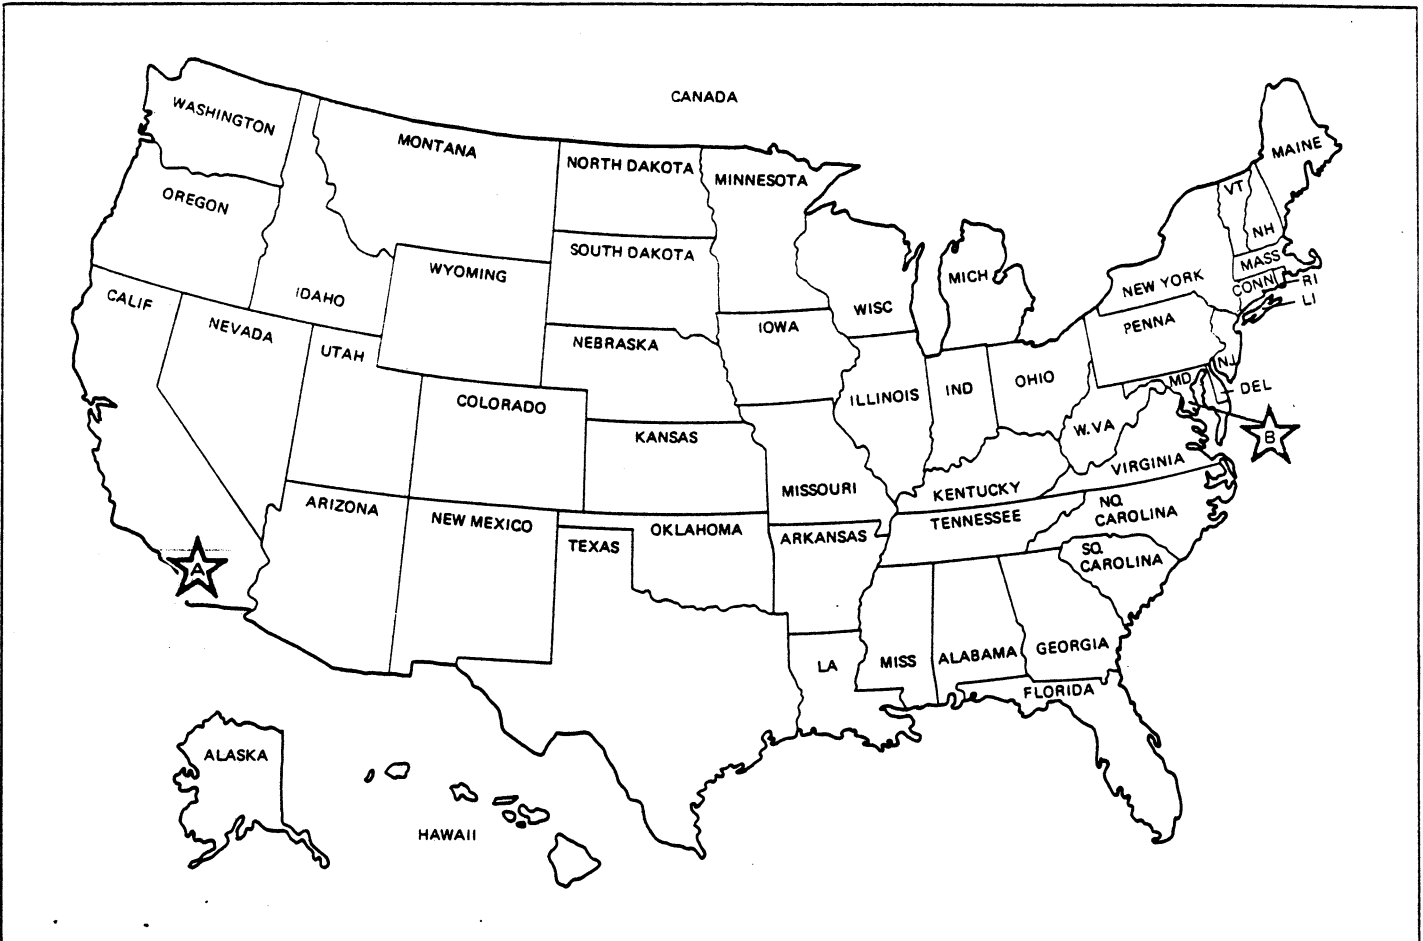 CANADA
WASHINGTON
MONTANA
NORTH DAKOTA
MINNESOTA
MAINE
VT
NH
OREGON
IDAHO
WYOMING
SOUTH DAKOTA
WISC
MICH
NEW YORK
MASS
CONN
RI
LI
CALIF
NEVADA
UTAH
NEBRASKA
IOWA
PENNA
NJ
COLORADO
KANSAS
ILLINOIS
IND
OHIO
MD
DEL
W.VA
B
VIRGINIA
MISSOURI
KENTUCKY
ARIZONA
NEW MEXICO
TEXAS
OKLAHOMA
ARKANSAS
TENNESSEE
NO.
CAROLINA
SO.
CAROLINA
A
LA
MISS
ALABAMA
GEORGIA
FLORIDA
ALASKA
HAWAII